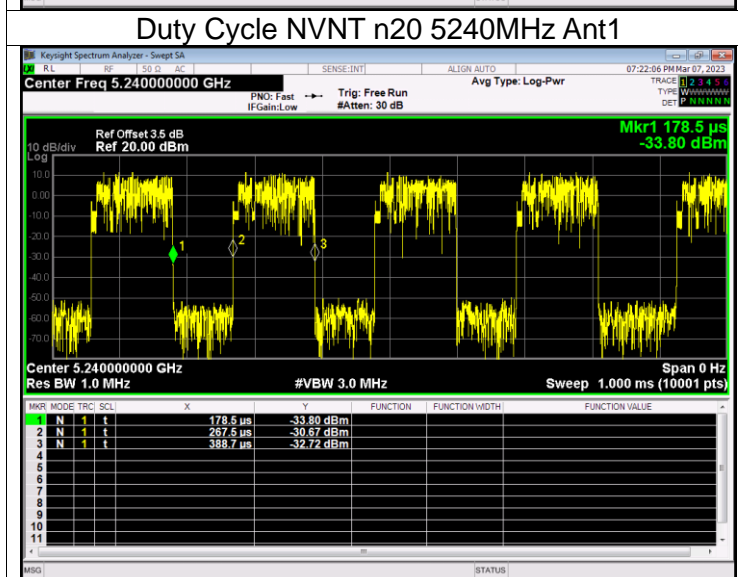 MSG STATUS
Duty Cycle NVNT n20 5240MHz Ant1
Keysight Spectrum Analyzer - Swept SA
RL RF 50 Ω AC SENSE:INT ALIGN AUTO 07:22:06 PM Mar 07, 2023
Center Freq 5.240000000 GHz Avg Type: Log-Pwr TRACE 1 2 3 4 5 6
PNO: Fast Trig: Free Run TYPE W
IFGain:Low #Atten: 30 dB DET P N N N N N
Mkr1 178.5 µs
Ref Offset 3.5 dB
10 dB/div Ref 20.00 dBm -33.80 dBm
Log
10.0
0.00
-10.0
-20.0
1 2 3
-30.0
-40.0
-50.0
-60.0
-70.0
Center 5.240000000 GHz Span 0 Hz
Res BW 1.0 MHz #VBW 3.0 MHz Sweep 1.000 ms (10001 pts)
MKR MODE TRC SCL X Y FUNCTION FUNCTION WIDTH FUNCTION VALUE
1 N 1 t 178.5 µs -33.80 dBm
2 N 1 t 267.5 µs -30.67 dBm
3 N 1 t 388.7 µs -32.72 dBm
4
5
6
7
8
9
10
11
MSG STATUS